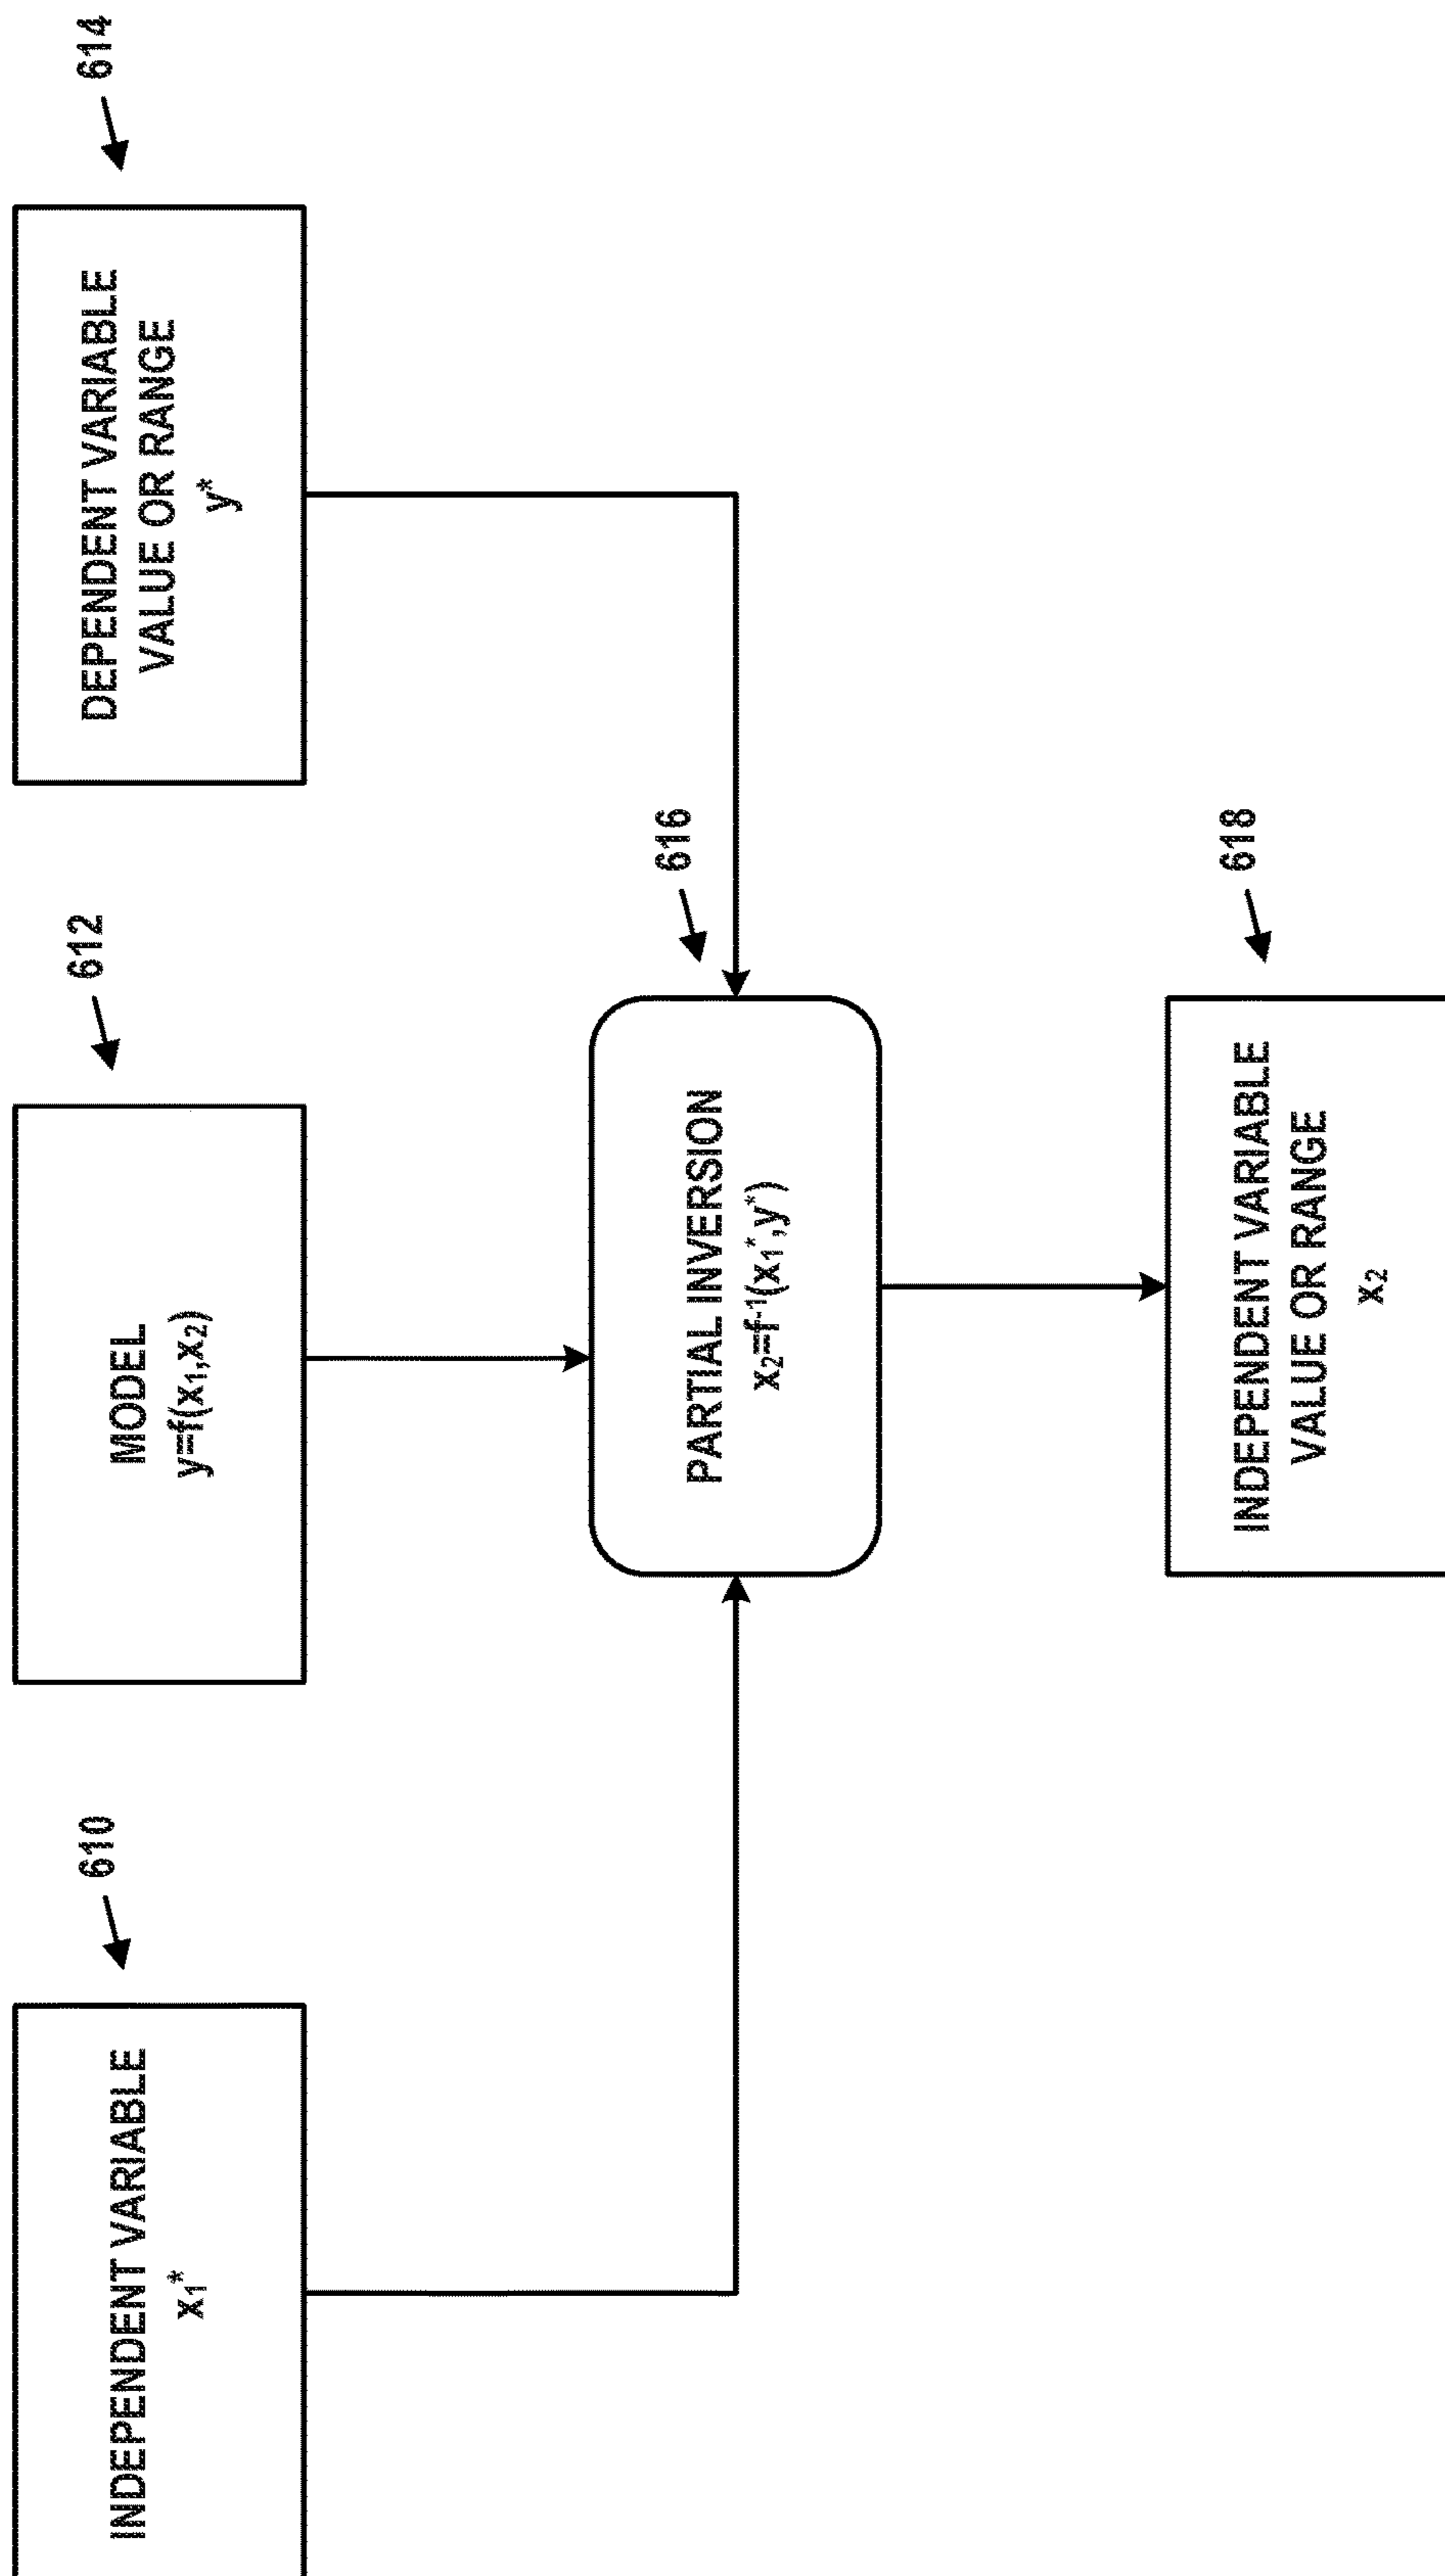 610
INDEPENDENT VARIABLE
x₁*
612
MODEL
y=f(x₁,x₂)
614
DEPENDENT VARIABLE
VALUE OR RANGE
y*
616
PARTIAL INVERSION
x₂=f⁻¹(x₁*,y*)
618
INDEPENDENT VARIABLE
VALUE OR RANGE
x₂